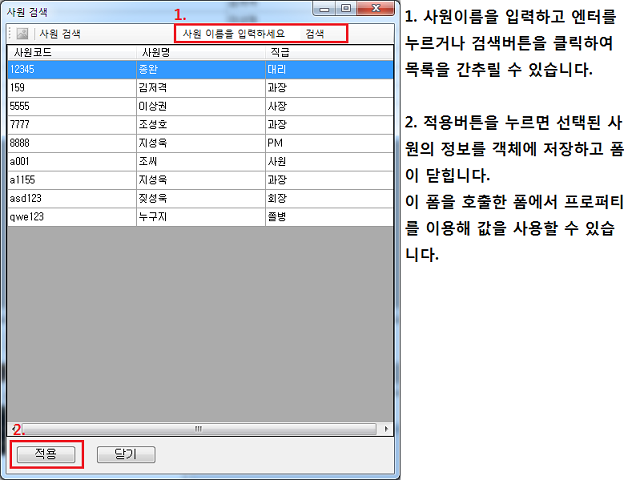 사원 검색
1.
사원 검색
사원 이름을 입력하세요
검색
사원코드 사원명 직급
12345 종완 대리
159 김저격 과장
5555 이상권 사장
7777 조성호 과장
8888 지성욱 PM
a001 조씨 사원
a1155 지성욱 과장
asd123 짖성욱 회장
qwe123 누구지 쫄병
2.
적용 닫기
1. 사원이름을 입력하고 엔터를
누르거나 검색버튼을 클릭하여
목록을 간추릴 수 있습니다.
2. 적용버튼을 누르면 선택된 사
원의 정보를 객체에 저장하고 폼
이 닫힙니다.
이 폼을 호출한 폼에서 프로퍼티
를 이용해 값을 사용할 수 있습
니다.